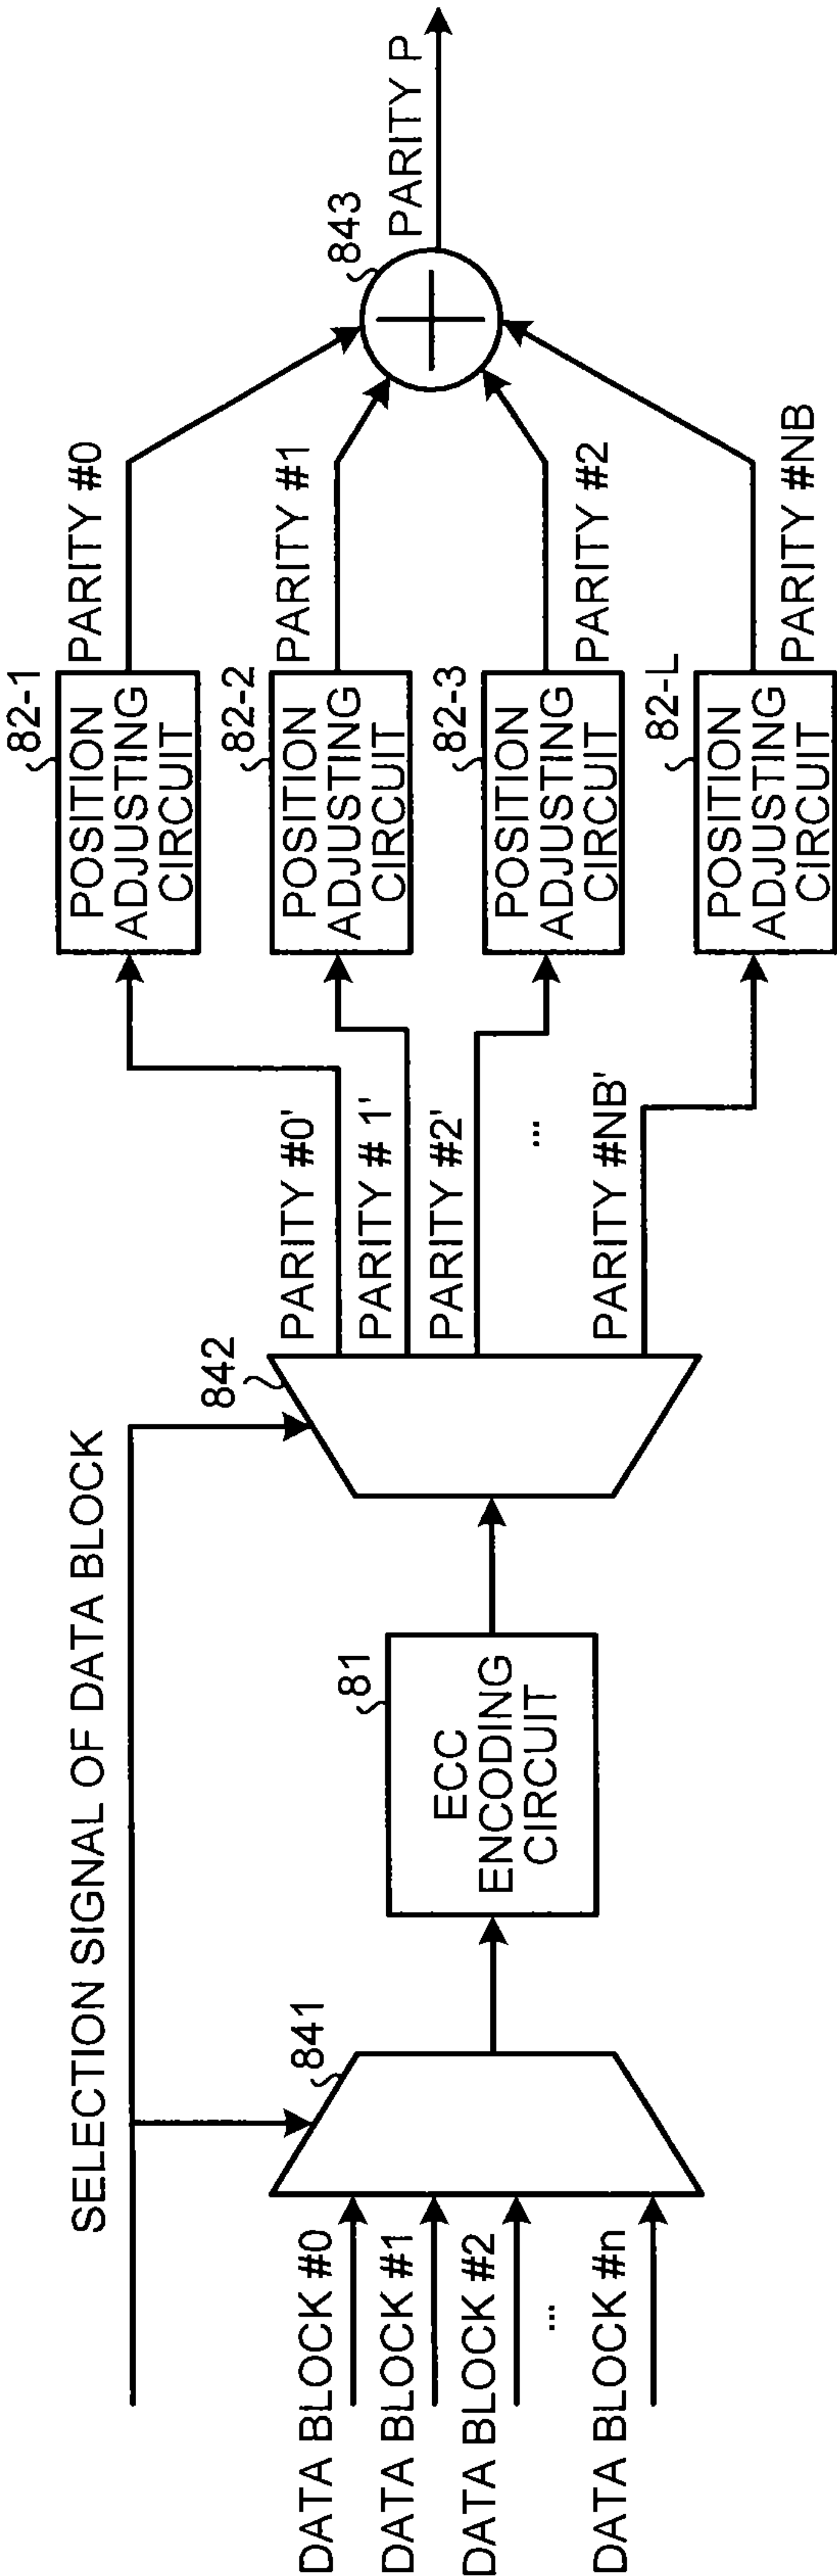 SELECTION SIGNAL OF DATA BLOCK
DATA BLOCK #0
DATA BLOCK #1
DATA BLOCK #2
...
DATA BLOCK #n
841
81
ECC
ENCODING
CIRCUIT
842
PARITY #0'
PARITY # 1'
PARITY #2'
...
PARITY #NB'
82-1
POSITION
ADJUSTING
CIRCUIT
PARITY #0
82-2
POSITION
ADJUSTING
CIRCUIT
PARITY #1
82-3
POSITION
ADJUSTING
CIRCUIT
PARITY #2
82-L
POSITION
ADJUSTING
CIRCUIT
PARITY #NB
843
PARITY P